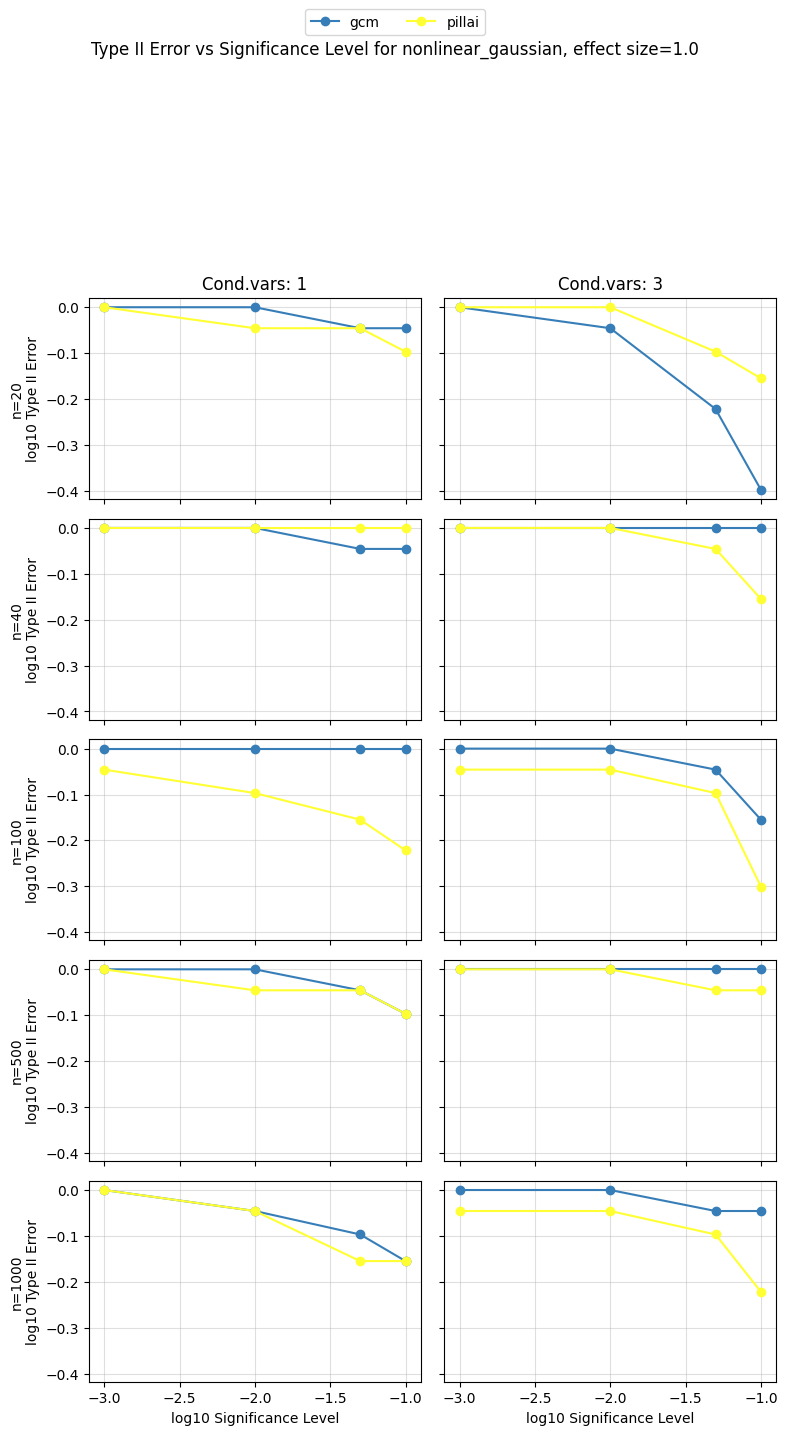 gcm pillai
Type II Error vs Significance Level for nonlinear_gaussian, effect size=1.0
Cond.vars: 1 Cond.vars: 3
n=20
log10 Type II Error
0.0
−0.1
−0.2
−0.3
−0.4
n=40
log10 Type II Error
0.0
−0.1
−0.2
−0.3
−0.4
n=100
log10 Type II Error
0.0
−0.1
−0.2
−0.3
−0.4
n=500
log10 Type II Error
0.0
−0.1
−0.2
−0.3
−0.4
n=1000
log10 Type II Error
0.0
−0.1
−0.2
−0.3
−0.4
−3.0 −2.5 −2.0 −1.5 −1.0 −3.0 −2.5 −2.0 −1.5 −1.0
log10 Significance Level log10 Significance Level